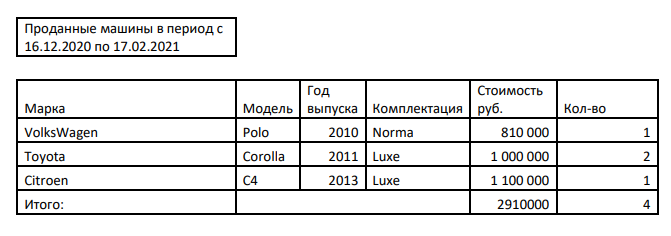 Проданные машины в период с
16.12.2020 по 17.02.2021
Марка Модель Год выпуска Комплектация Стоимость руб. Кол-во
VolksWagen Polo 2010 Norma 810 000 1
Toyota Corolla 2011 Luxe 1 000 000 2
Citroen C4 2013 Luxe 1 100 000 1
Итого: 2910000 4